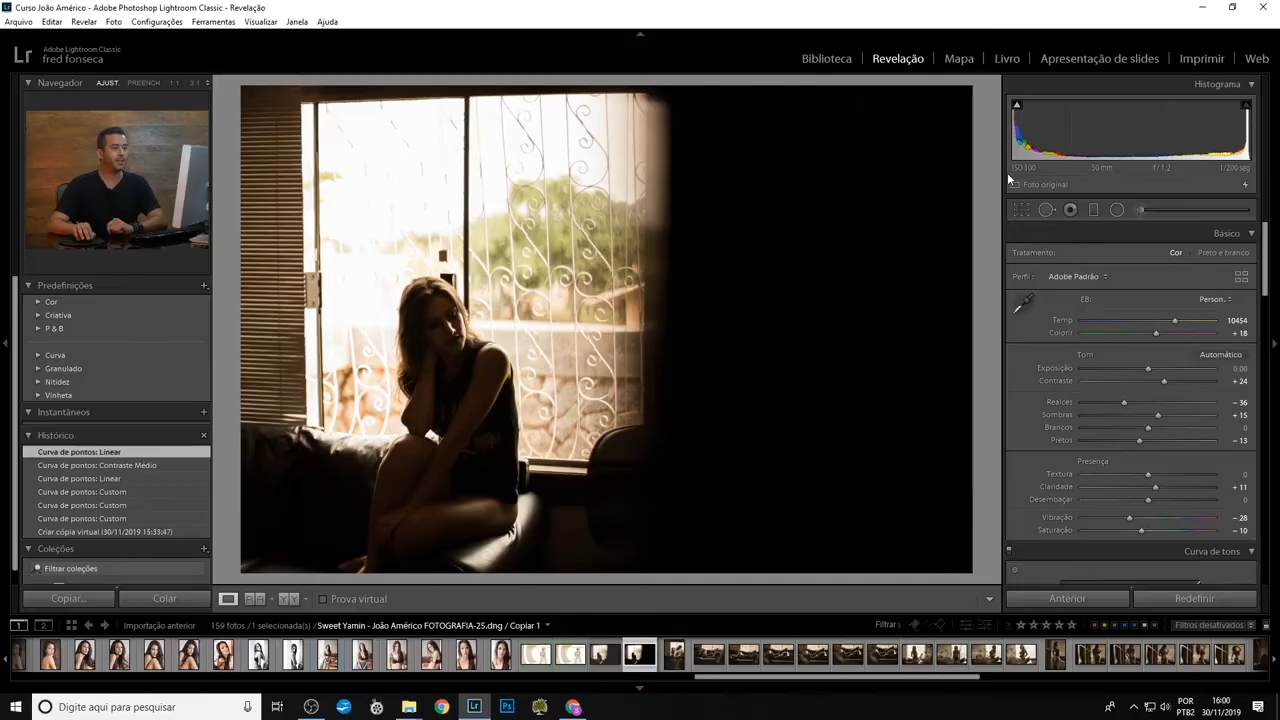 Lr Curso João Américo - Adobe Photoshop Lightroom Classic - Revelação
Arquivo Editar Revelar Foto Configurações Ferramentas Visualizar Janela Ajuda
Lr Adobe Lightroom Classic
fred fonseca
Biblioteca | Revelação | Mapa | Livro | Apresentação de slides | Imprimir | Web
Navegador AJUST. PREENCH 1:1 3:1
Histograma
ISO 100 50 mm f / 1,2 1/200 seg
Foto original
Básico
Tratamento: Cor Preto e branco
Perfil: Adobe Padrão
EB: Person.
Temp 10454
Colorir + 18
Tom Automático
Exposição 0,00
Contraste + 24
Realces − 36
Sombras + 15
Brancos 0
Pretos − 13
Presença
Textura 0
Claridade + 11
Desembaçar 0
Vibração − 28
Saturação − 10
Curva de tons
Predefinições
Cor
Criativa
P & B
Curva
Granulado
Nitidez
Vinheta
Instantâneos
Histórico
Curva de pontos: Linear
Curva de pontos: Contraste Médio
Curva de pontos: Linear
Curva de pontos: Custom
Curva de pontos: Custom
Curva de pontos: Custom
Criar cópia virtual (30/11/2019 15:33:47)
Coleções
Filtrar coleções
Copiar... Colar
Prova virtual
Anterior Redefinir
1 2 Importação anterior 159 fotos /1 selecionada(s) /Sweet Yamin - João Américo FOTOGRAFIA-25.dng / Copiar 1
Filtrar : Filtros desativados
Digite aqui para pesquisar
Lr Ps
POR
PTB2
16:00
30/11/2019